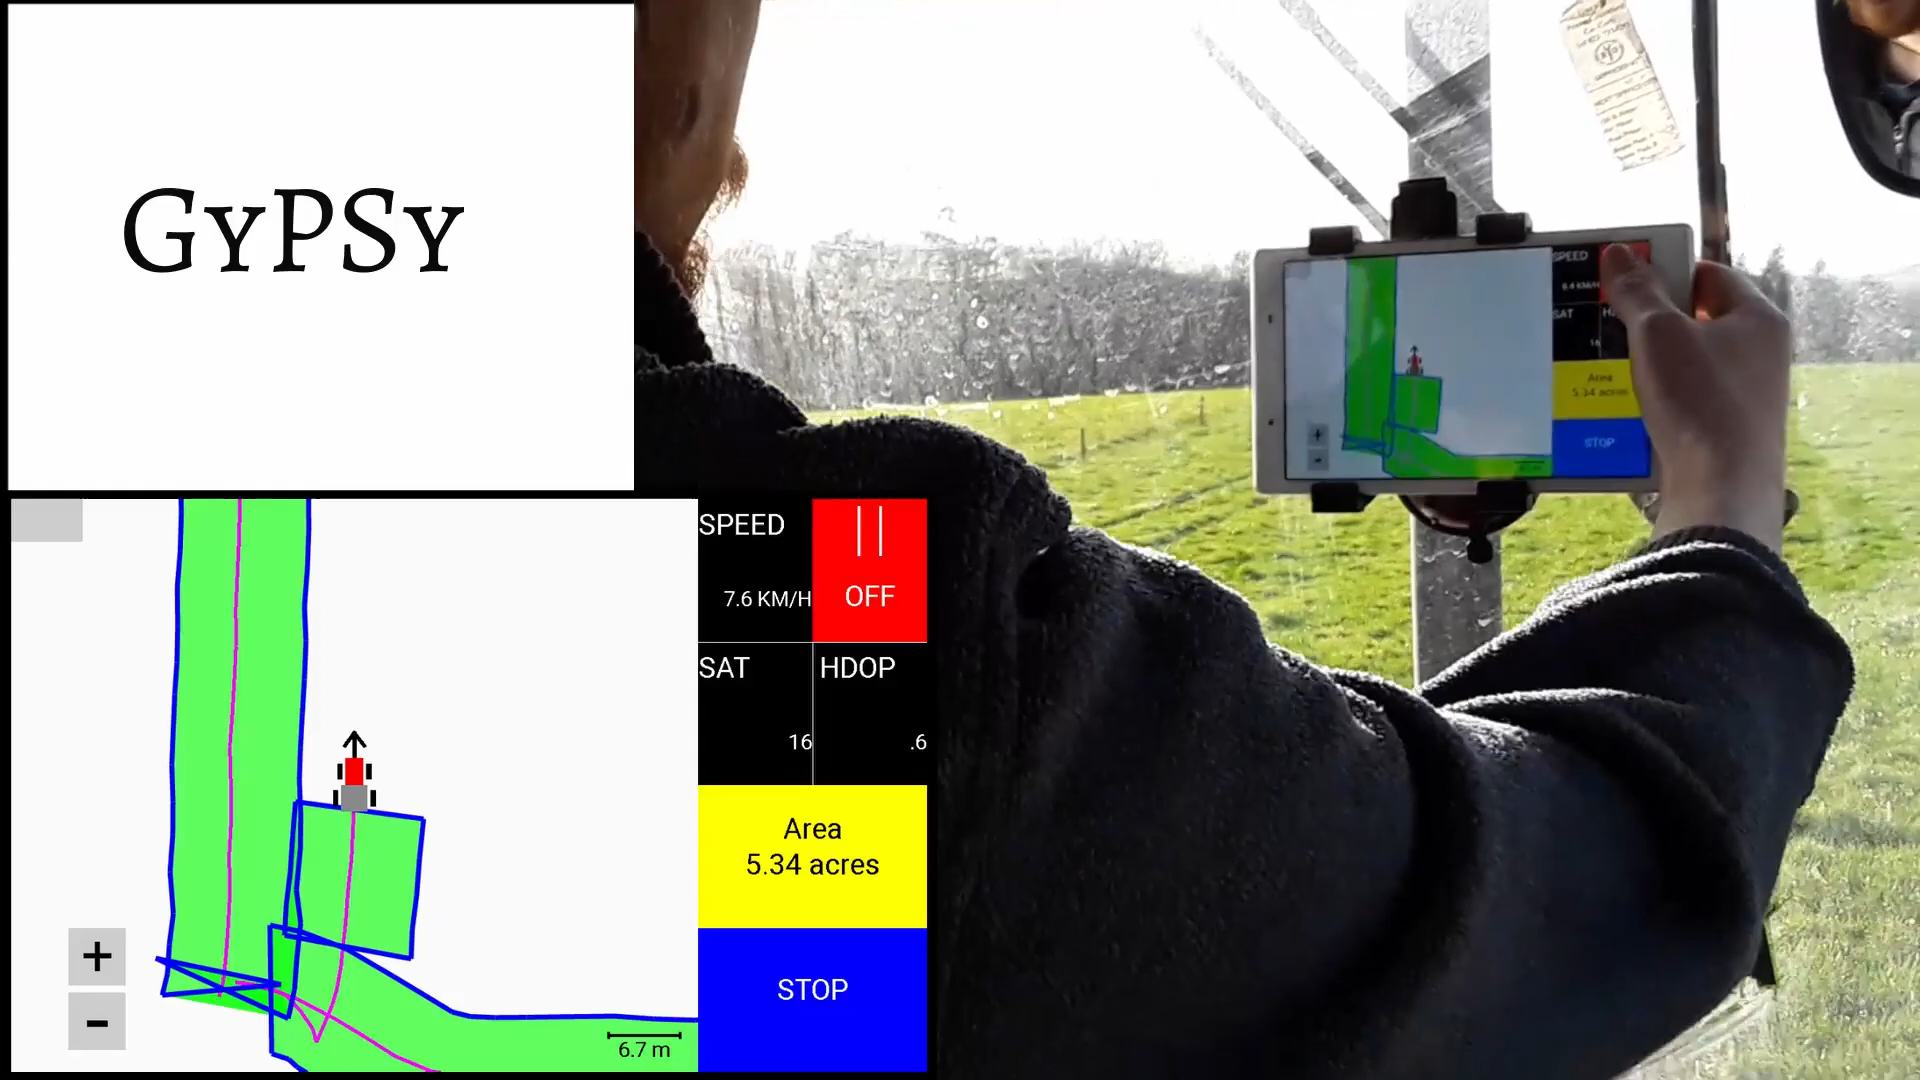 GyPSy
SPEED
7.6 KM/H
OFF
SAT
HDOP
16
.6
Area
5.34 acres
STOP
+
-
6.7 m
SPEED
SAT
16
Area
5.34 acres
STOP
+
-